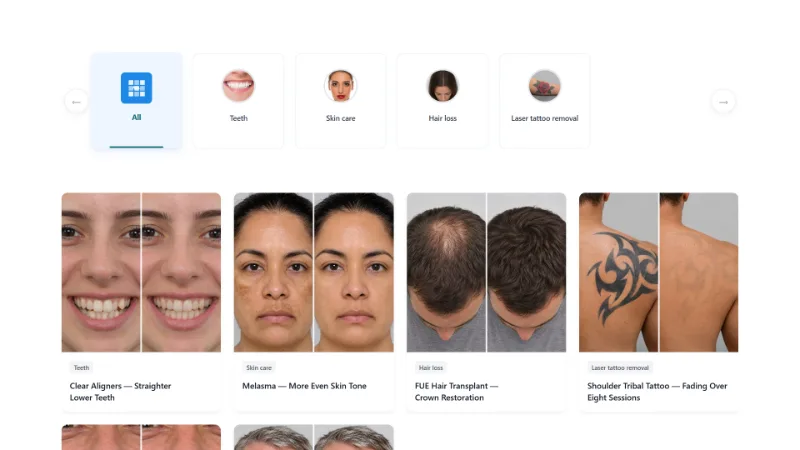 ←
All
Teeth
Skin care
Hair loss
Laser tattoo removal
→
Teeth
Clear Aligners — Straighter
Lower Teeth
Skin care
Melasma — More Even Skin Tone
Hair loss
FUE Hair Transplant —
Crown Restoration
Laser tattoo removal
Shoulder Tribal Tattoo — Fading Over
Eight Sessions